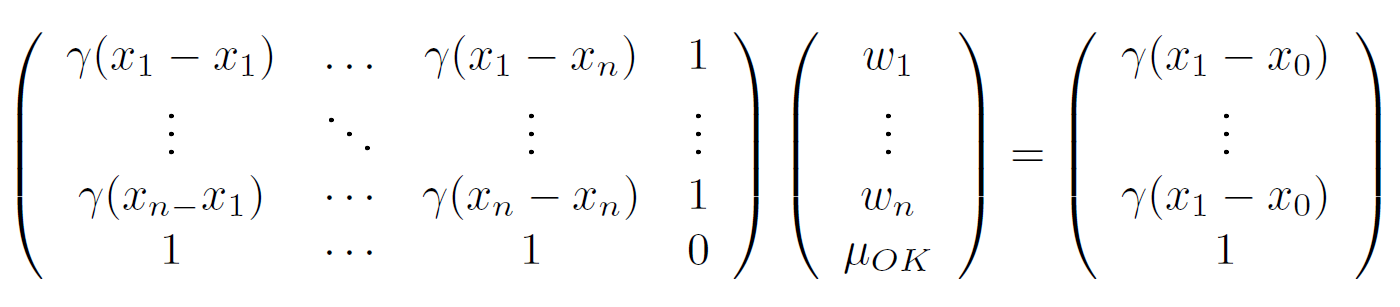 γ(x₁ − x₁) … γ(x₁ − xₙ) 1 w₁ γ(x₁ − x₀)
⋮ ⋱ ⋮ ⋮ ⋮ = ⋮
γ(xₙ₋x₁) ⋯ γ(xₙ − xₙ) 1 wₙ γ(x₁ − x₀)
1 ⋯ 1 0 μ_OK 1